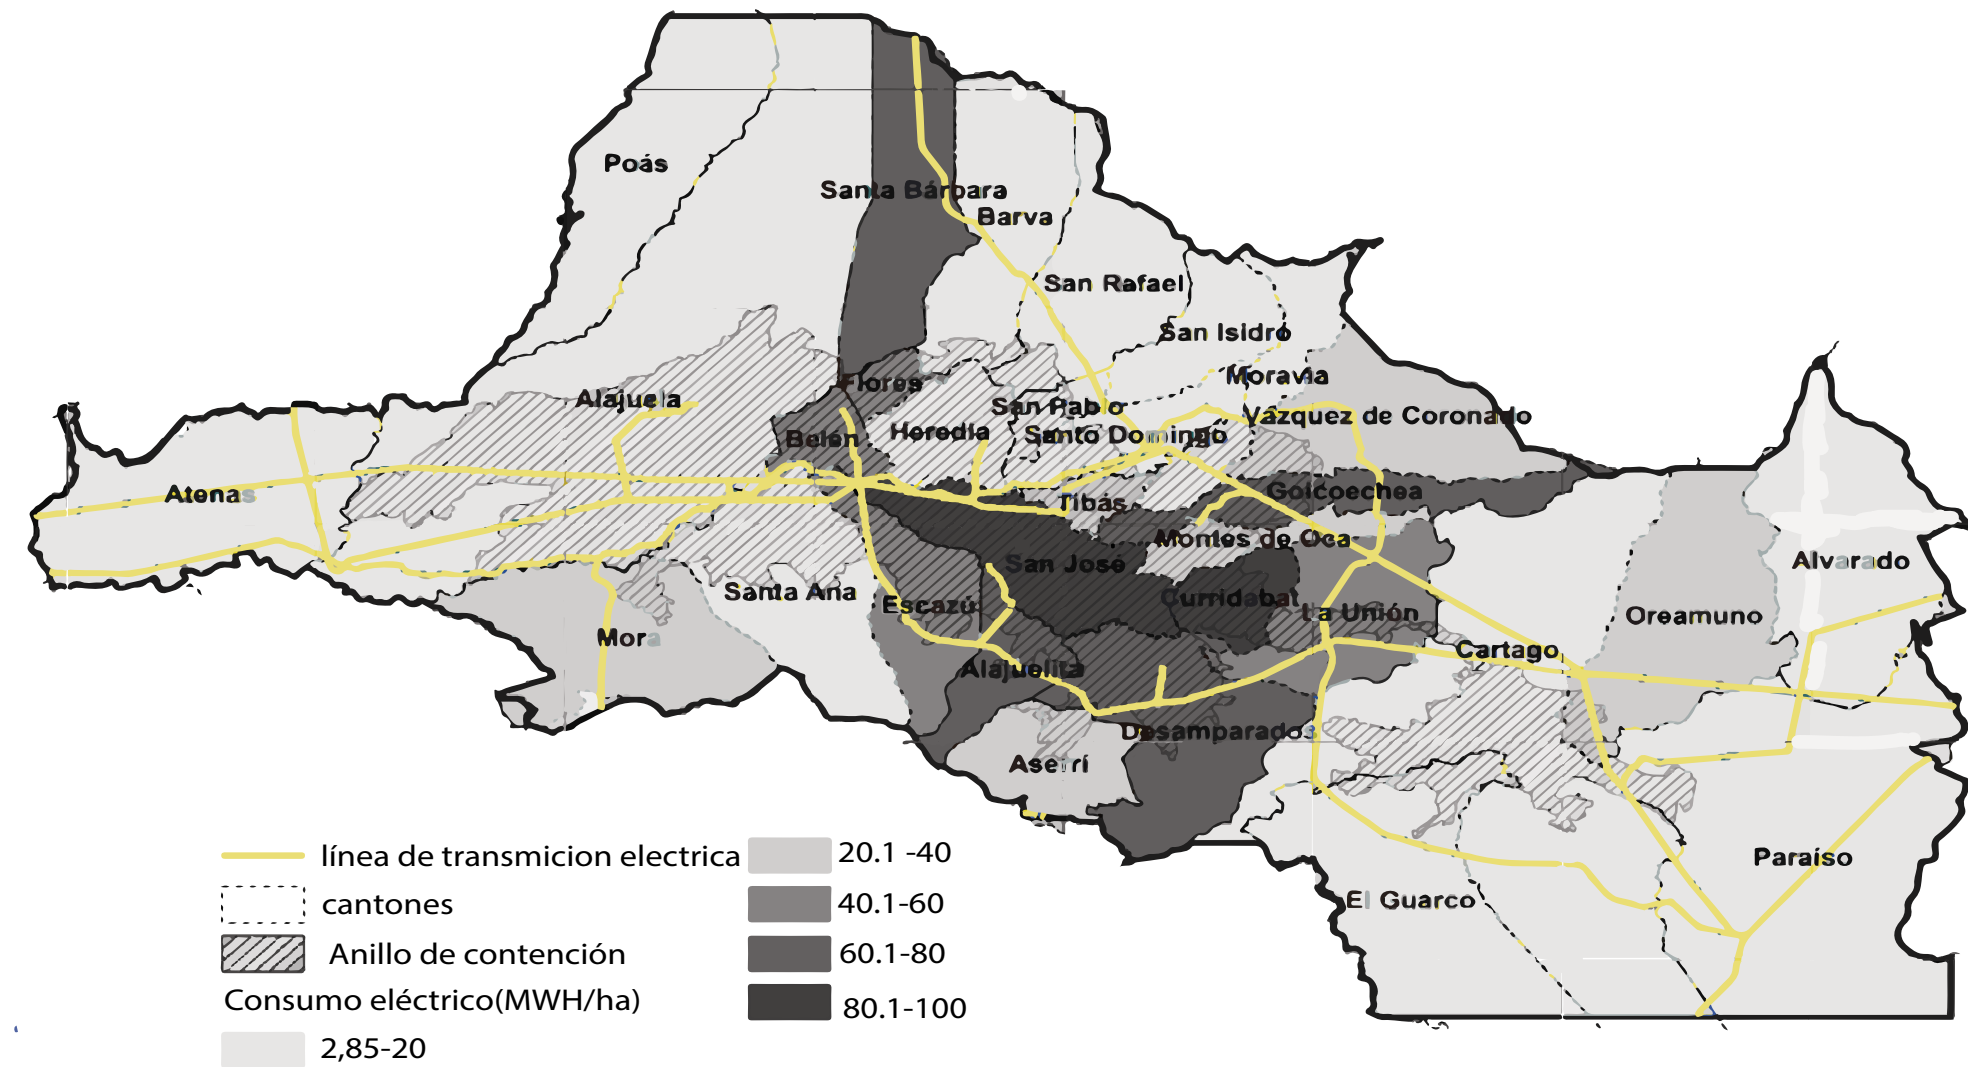 Poás
Santa Bárbara
Barva
San Rafael
San Isidro
Moravia
Flores
Alajuela
San Pablo
Vázquez de Coronado
Belén
Heredia
Santo Domingo
Atenas
Goicoechea
Tibás
Montes de Oca
San José
Alvarado
Santa Ana
Curridabat
Escazú
La Unión
Oreamuno
Mora
Cartago
Alajuelita
Desamparados
Aserrí
línea de transmicion electrica
20.1 -40
Paraíso
cantones
40.1-60
El Guarco
Anillo de contención
60.1-80
Consumo eléctrico(MWH/ha)
80.1-100
2,85-20